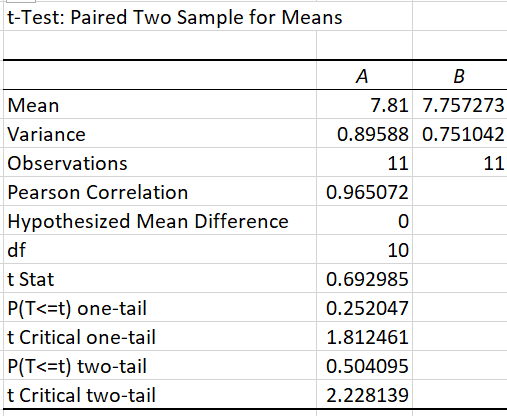 t-Test: Paired Two Sample for Means
A B
Mean 7.81 7.757273
Variance 0.89588 0.751042
Observations 11 11
Pearson Correlation 0.965072
Hypothesized Mean Difference 0
df 10
t Stat 0.692985
P(T<=t) one-tail 0.252047
t Critical one-tail 1.812461
P(T<=t) two-tail 0.504095
t Critical two-tail 2.228139